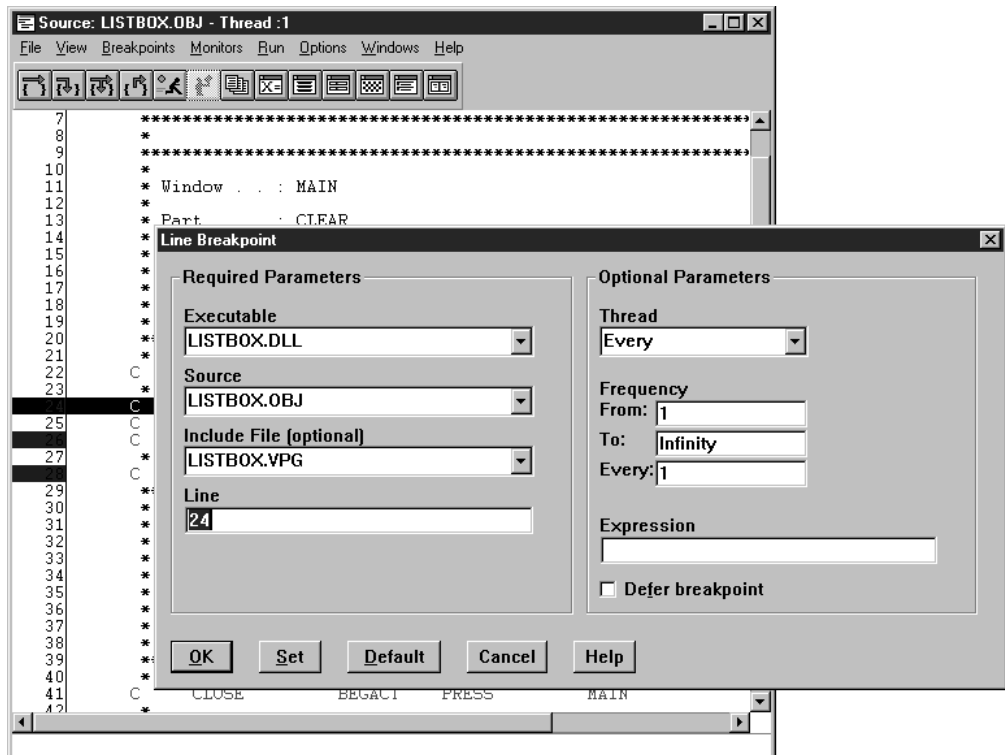 Source: LISTBOX.OBJ - Thread :1
File View Breakpoints Monitors Run Options Windows Help
7 ***********************************************************
8 *
9 ***********************************************************
10 *
11 * Window . . : MAIN
12 *
13 * Part : CLEAR
14 *
15 *
16 *
17 *
18 *
19 *
20 **
21 *
22 C
23 *
24 C
25 C
26 C
27 *
28 C
29 **
30 *
31 *
32 *
33 *
34 *
35 *
36 *
37 *
38 *
39 **
40 *
41 C CLOSE BEGACT PRESS MAIN
42 *
Line Breakpoint
Required Parameters
Executable
LISTBOX.DLL
Source
LISTBOX.OBJ
Include File (optional)
LISTBOX.VPG
Line
24
Optional Parameters
Thread
Every
Frequency
From: 1
To: Infinity
Every: 1
Expression
Defer breakpoint
OK Set Default Cancel Help